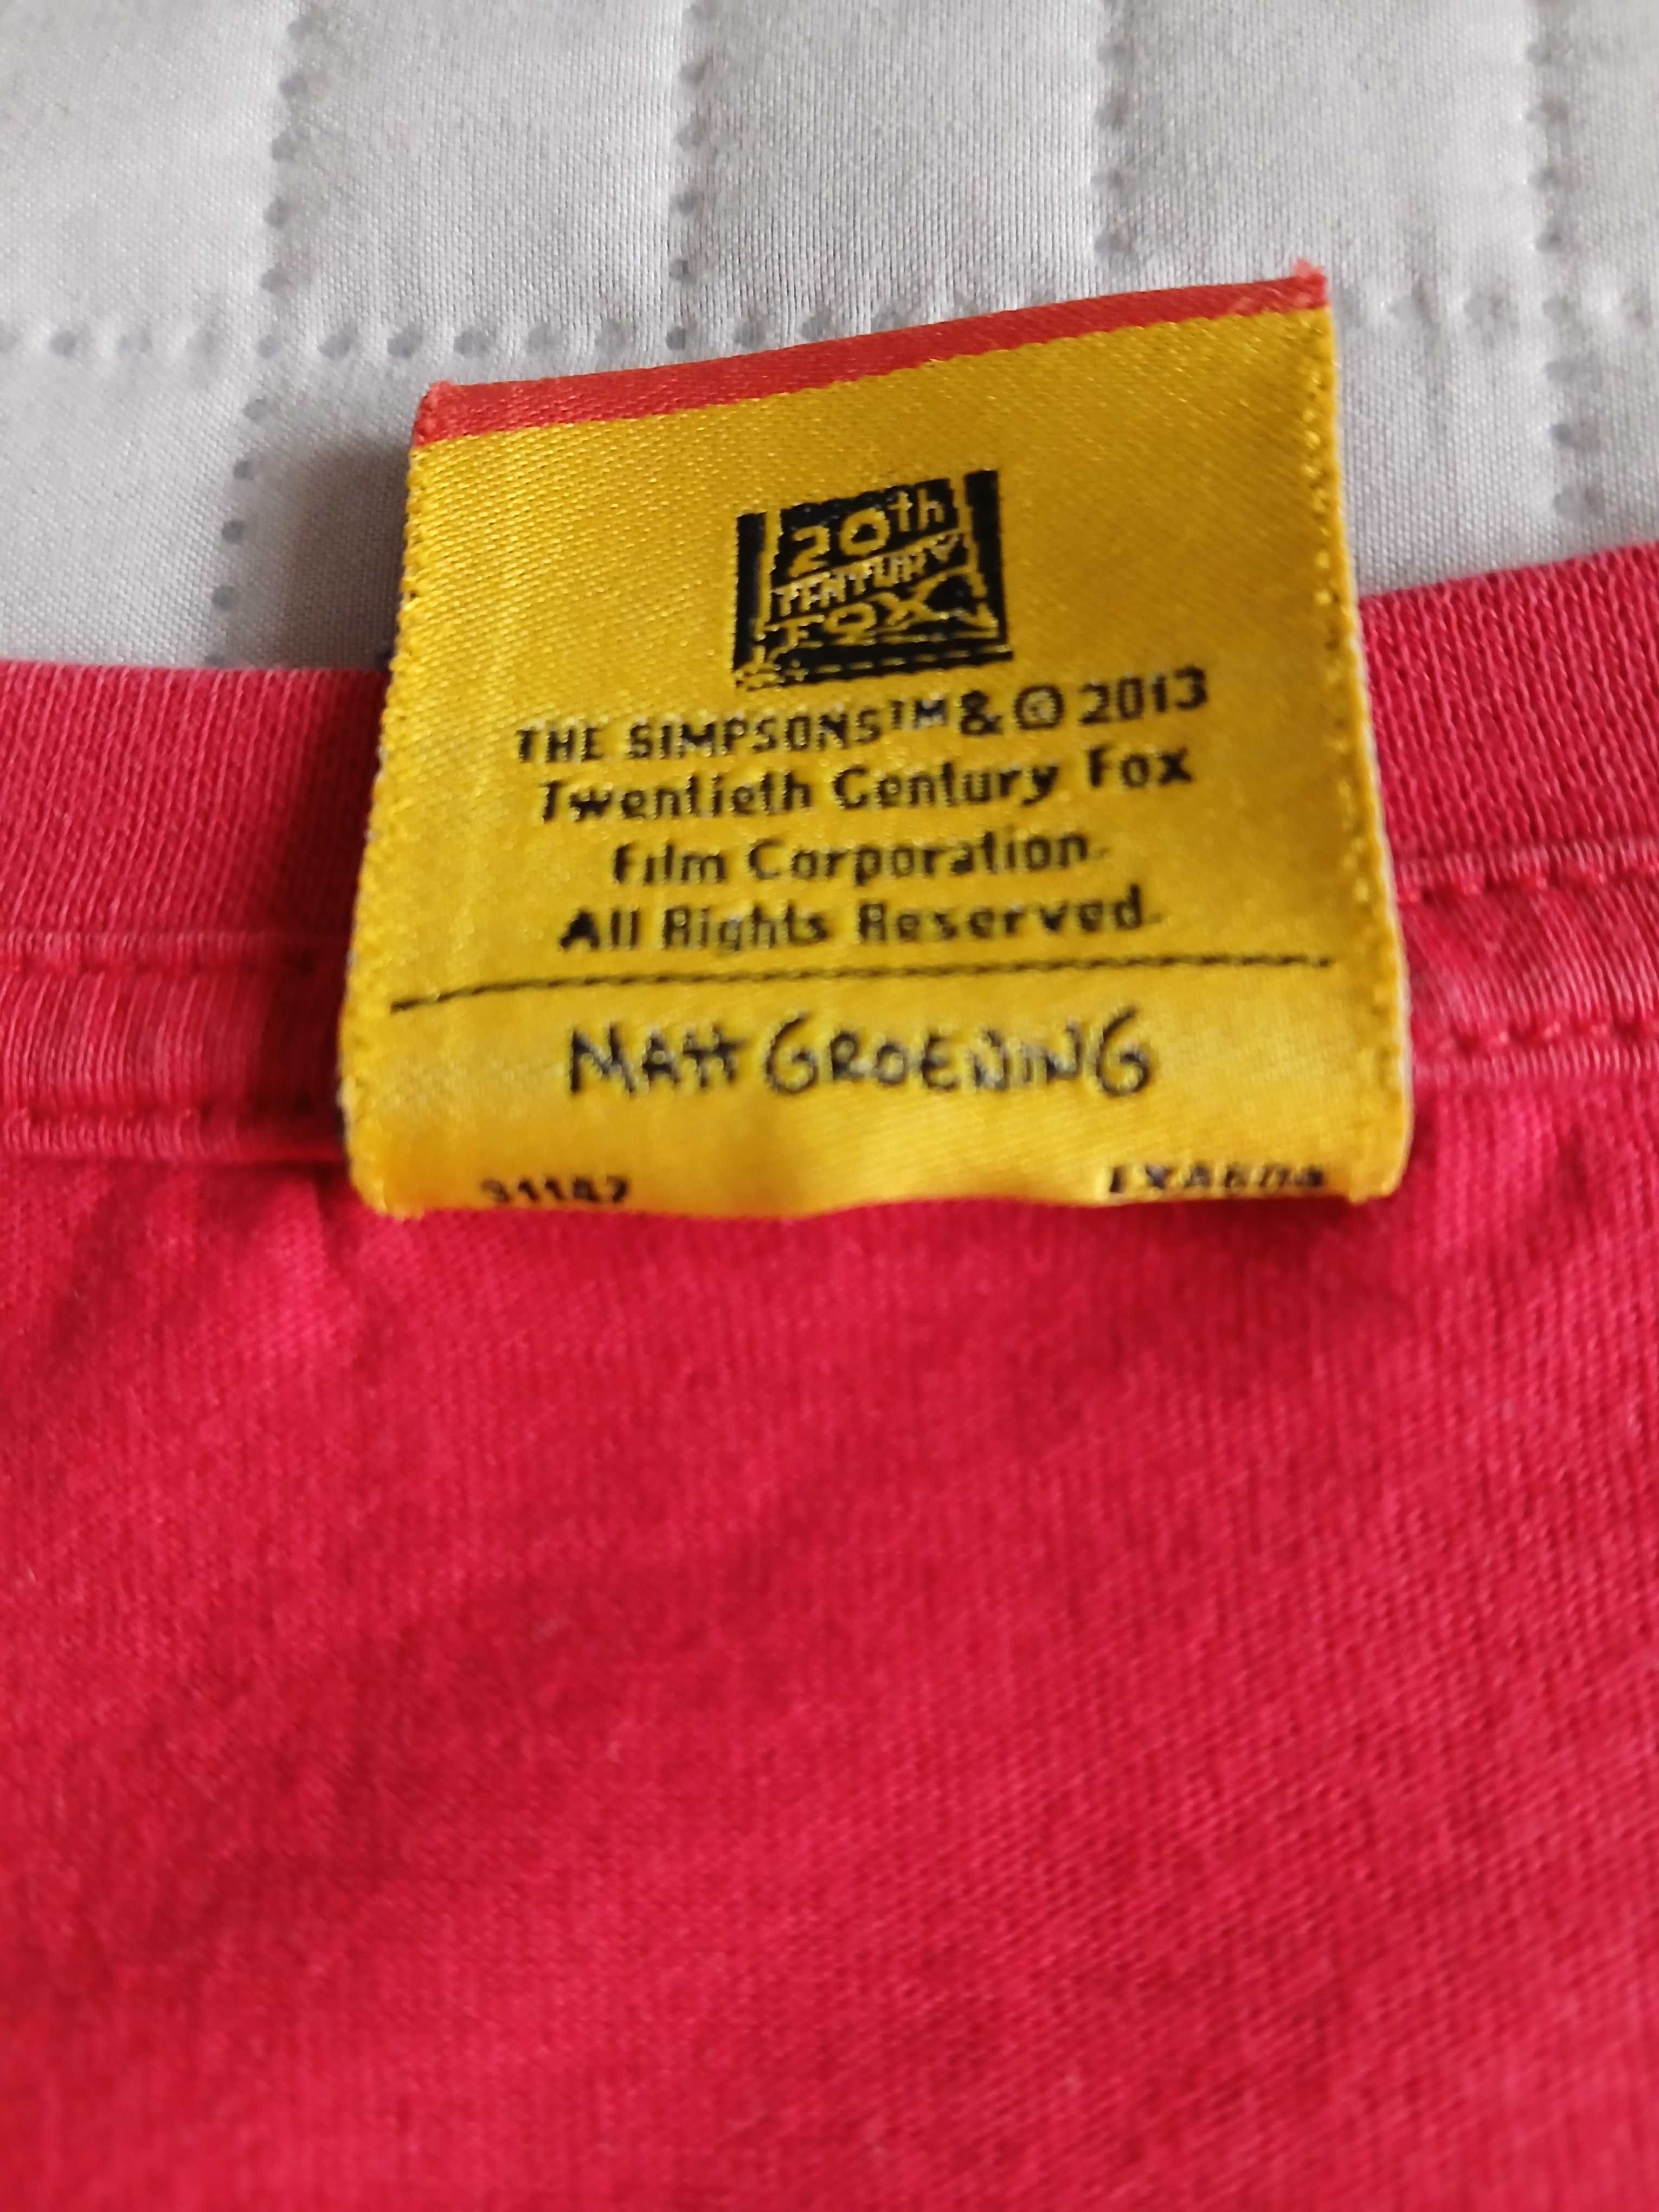 20th
CENTURY
FOX
THE SIMPSONS™ & © 2013
Twentieth Century Fox
Film Corporation.
All Rights Reserved.
MATT GROENING